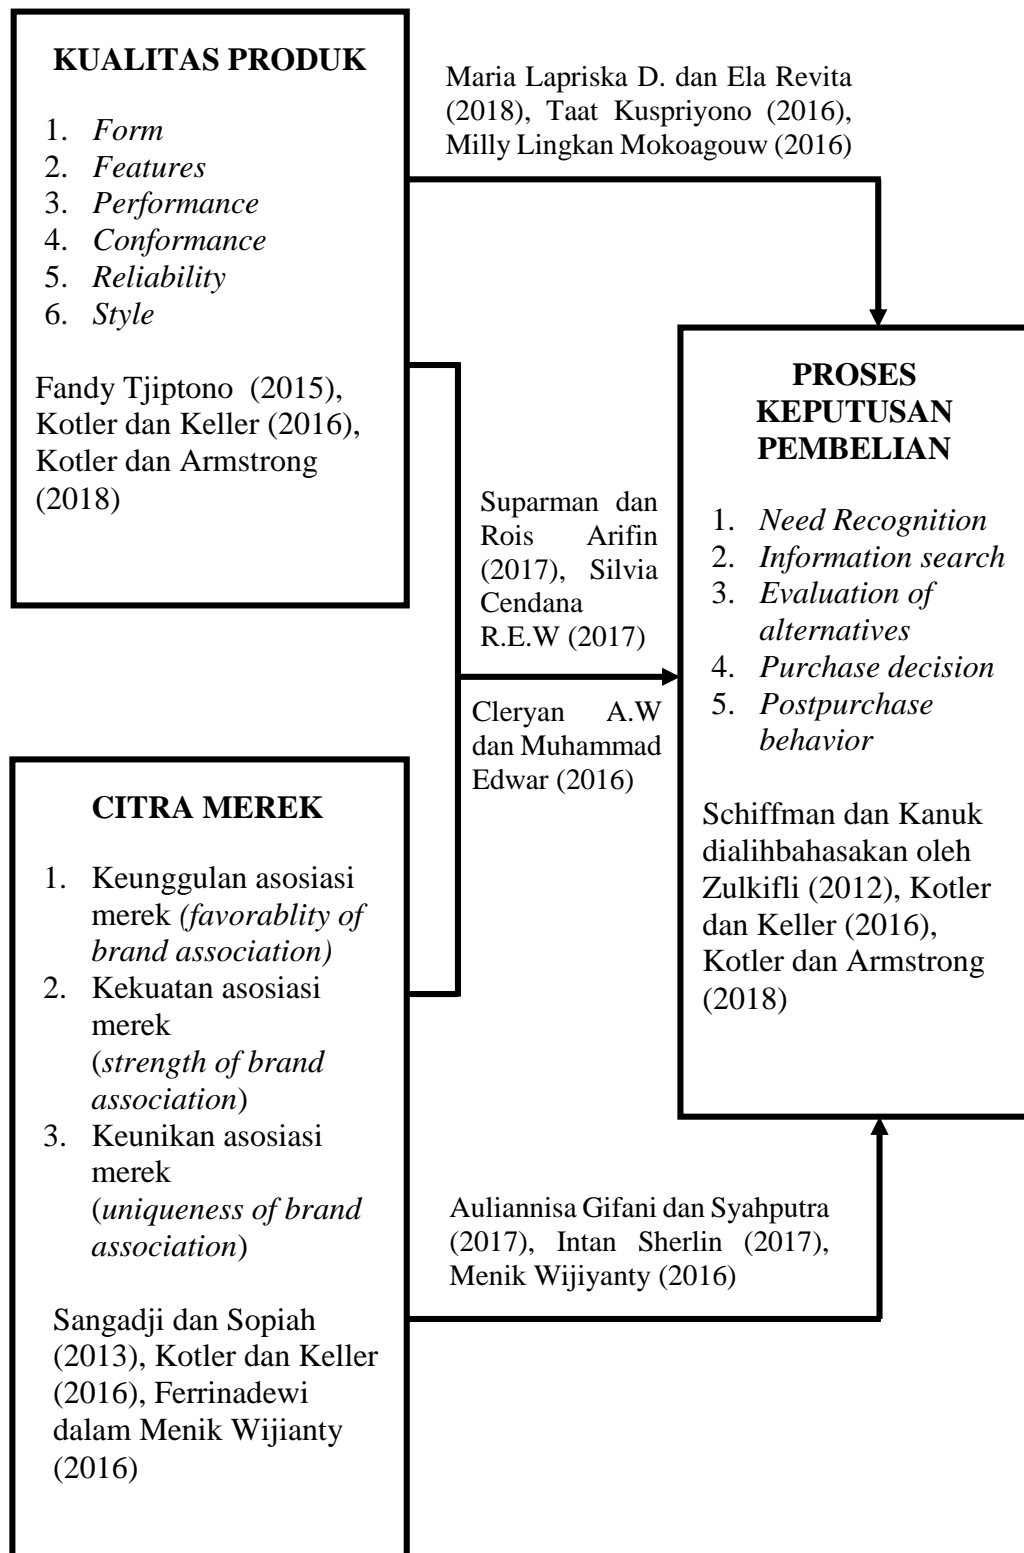 KUALITAS PRODUK
1. Form
2. Features
3. Performance
4. Conformance
5. Reliability
6. Style
Fandy Tjiptono (2015),
Kotler dan Keller (2016),
Kotler dan Armstrong
(2018)
Maria Lapriska D. dan Ela Revita
(2018), Taat Kuspriyono (2016),
Milly Lingkan Mokoagouw (2016)
Suparman dan
Rois Arifin
(2017), Silvia
Cendana
R.E.W (2017)
Cleryan A.W
dan Muhammad
Edwar (2016)
PROSES
KEPUTUSAN
PEMBELIAN
1. Need Recognition
2. Information search
3. Evaluation of
alternatives
4. Purchase decision
5. Postpurchase
behavior
Schiffman dan Kanuk
dialihbahasakan oleh
Zulkifli (2012), Kotler
dan Keller (2016),
Kotler dan Armstrong
(2018)
CITRA MEREK
1. Keunggulan asosiasi
merek (favorablity of
brand association)
2. Kekuatan asosiasi
merek
(strength of brand
association)
3. Keunikan asosiasi
merek
(uniqueness of brand
association)
Sangadji dan Sopiah
(2013), Kotler dan Keller
(2016), Ferrinadewi
dalam Menik Wijianty
(2016)
Auliannisa Gifani dan Syahputra
(2017), Intan Sherlin (2017),
Menik Wijiyanty (2016)